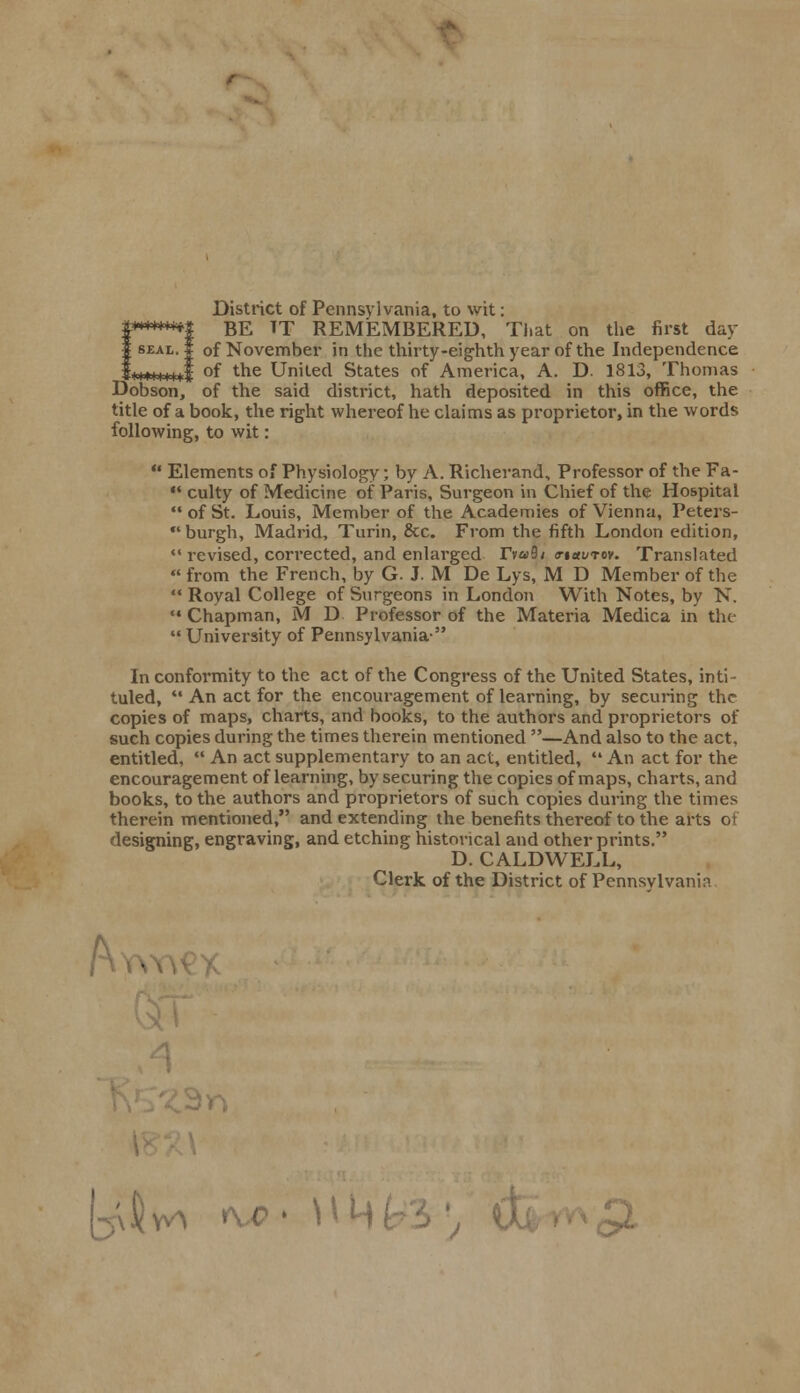 District of Pennsylvania, to wit:
BE IT REMEMBERED, That on the first day
SEAL. of November in the thirty-eighth year of the Independence
of the United States of America, A. D. 1813, Thomas
Dobson, of the said district, hath deposited in this office, the
title of a book, the right whereof he claims as proprietor, in the words
following, to wit:
“ Elements of Physiology; by A. Richerand, Professor of the Fa-
“ culty of Medicine of Paris, Surgeon in Chief of the Hospital
“ of St. Louis, Member of the Academies of Vienna, Peters-
“ burgh, Madrid, Turin, &c. From the fifth London edition,
“ revised, corrected, and enlarged Γνωθι σεαυτον. Translated
“ from the French, by G. J. M De Lys, M D Member of the
“ Royal College of Surgeons in London With Notes, by N.
“ Chapman, M D Professor of the Materia Medica in the
“ University of Pennsylvania.”
In conformity to the act of the Congress of the United States, inti-
tuled, “ An act for the encouragement of learning, by securing the
copies of maps, charts, and books, to the authors and proprietors of
such copies during the times therein mentioned ”—And also to the act,
entitled, “ An act supplementary to an act, entitled, “ An act for the
encouragement of learning, by securing the copies of maps, charts, and
books, to the authors and proprietors of such copies during the times
therein mentioned,” and extending the benefits thereof to the arts of
designing, engraving, and etching historical and other prints.”
D. CALDWELL,
Clerk of the District of Pennsylvania
Annex
QT
.4
R523n
1821
film no. 11463;